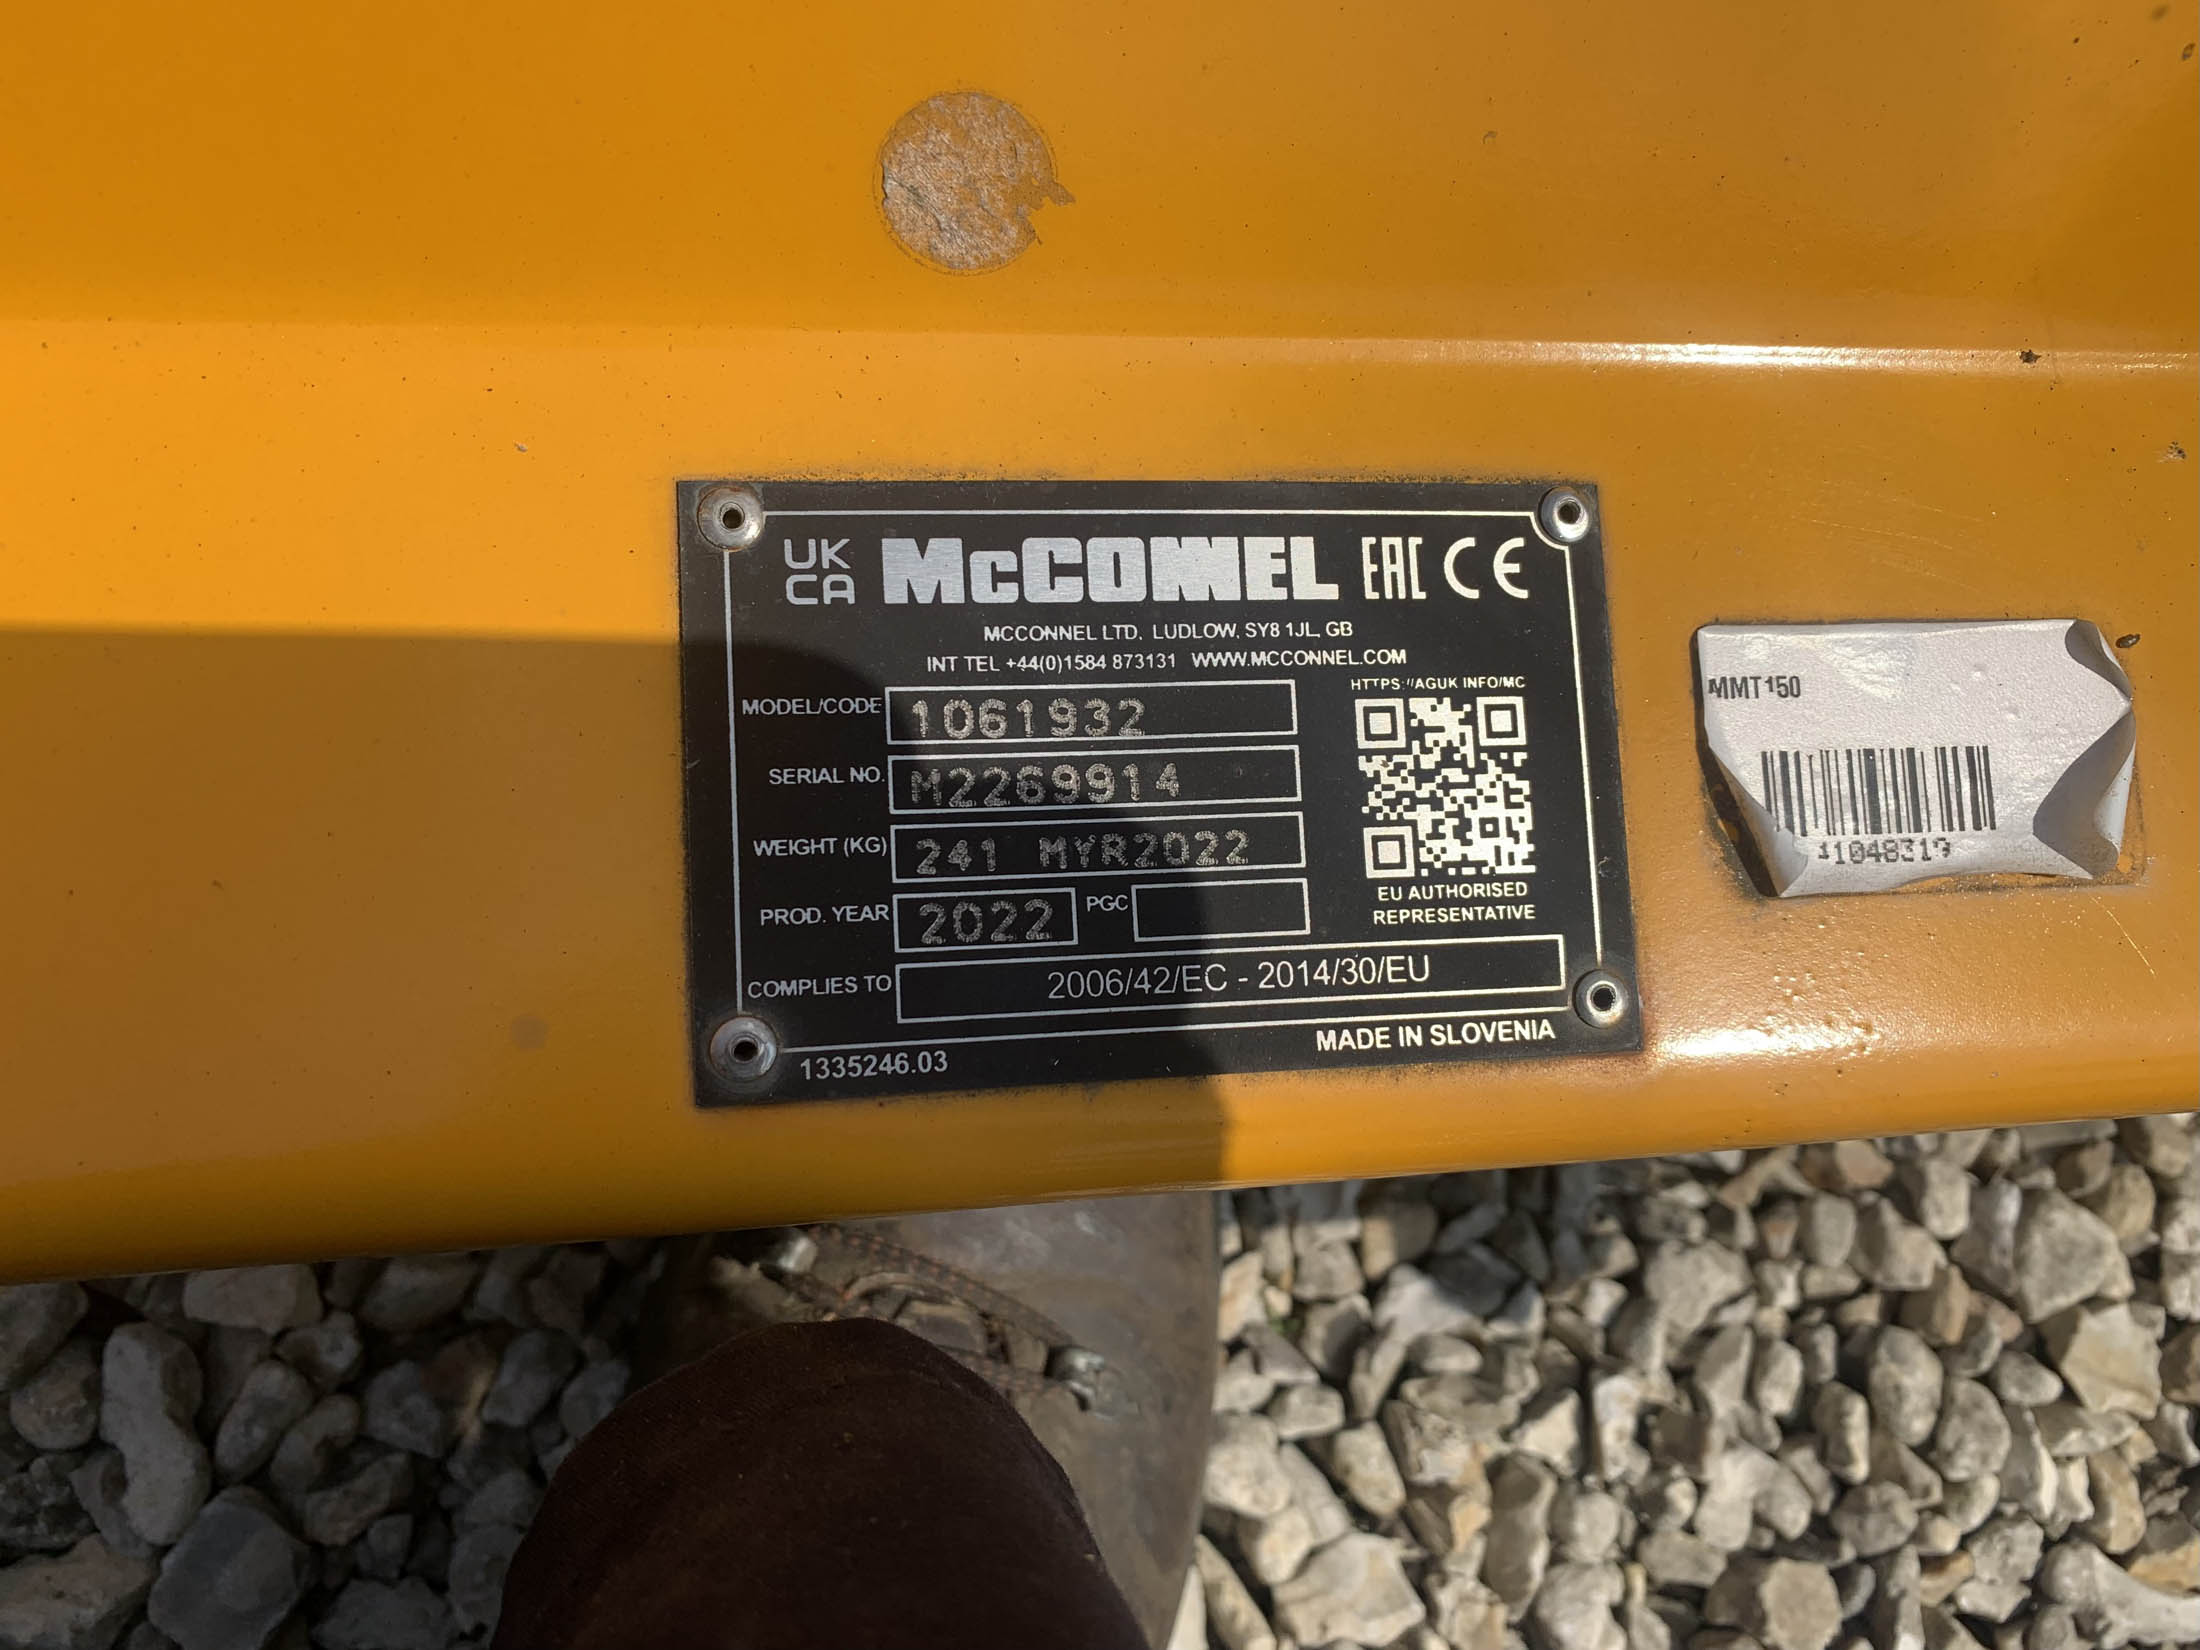 UK
CA
McCONNEL EAC CE
MCCONNEL LTD, LUDLOW, SY8 1JL, GB
INT TEL +44(0)1584 873131 WWW.MCCONNEL.COM
HTTPS://AGUK.INFO/MC
MODEL/CODE 1061932
SERIAL NO. M2269914
WEIGHT (KG) 241 MYR2022
PROD. YEAR 2022 PGC
EU AUTHORISED
REPRESENTATIVE
COMPLIES TO 2006/42/EC - 2014/30/EU
MADE IN SLOVENIA
1335246.03
MMT150
11048319